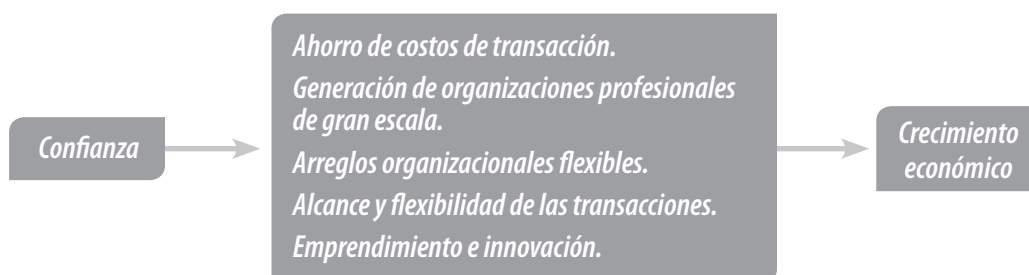 Confianza
Ahorro de costos de transacción.
Generación de organizaciones profesionales
de gran escala.
Arreglos organizacionales flexibles.
Alcance y flexibilidad de las transacciones.
Emprendimiento e innovación.
Crecimiento
económico